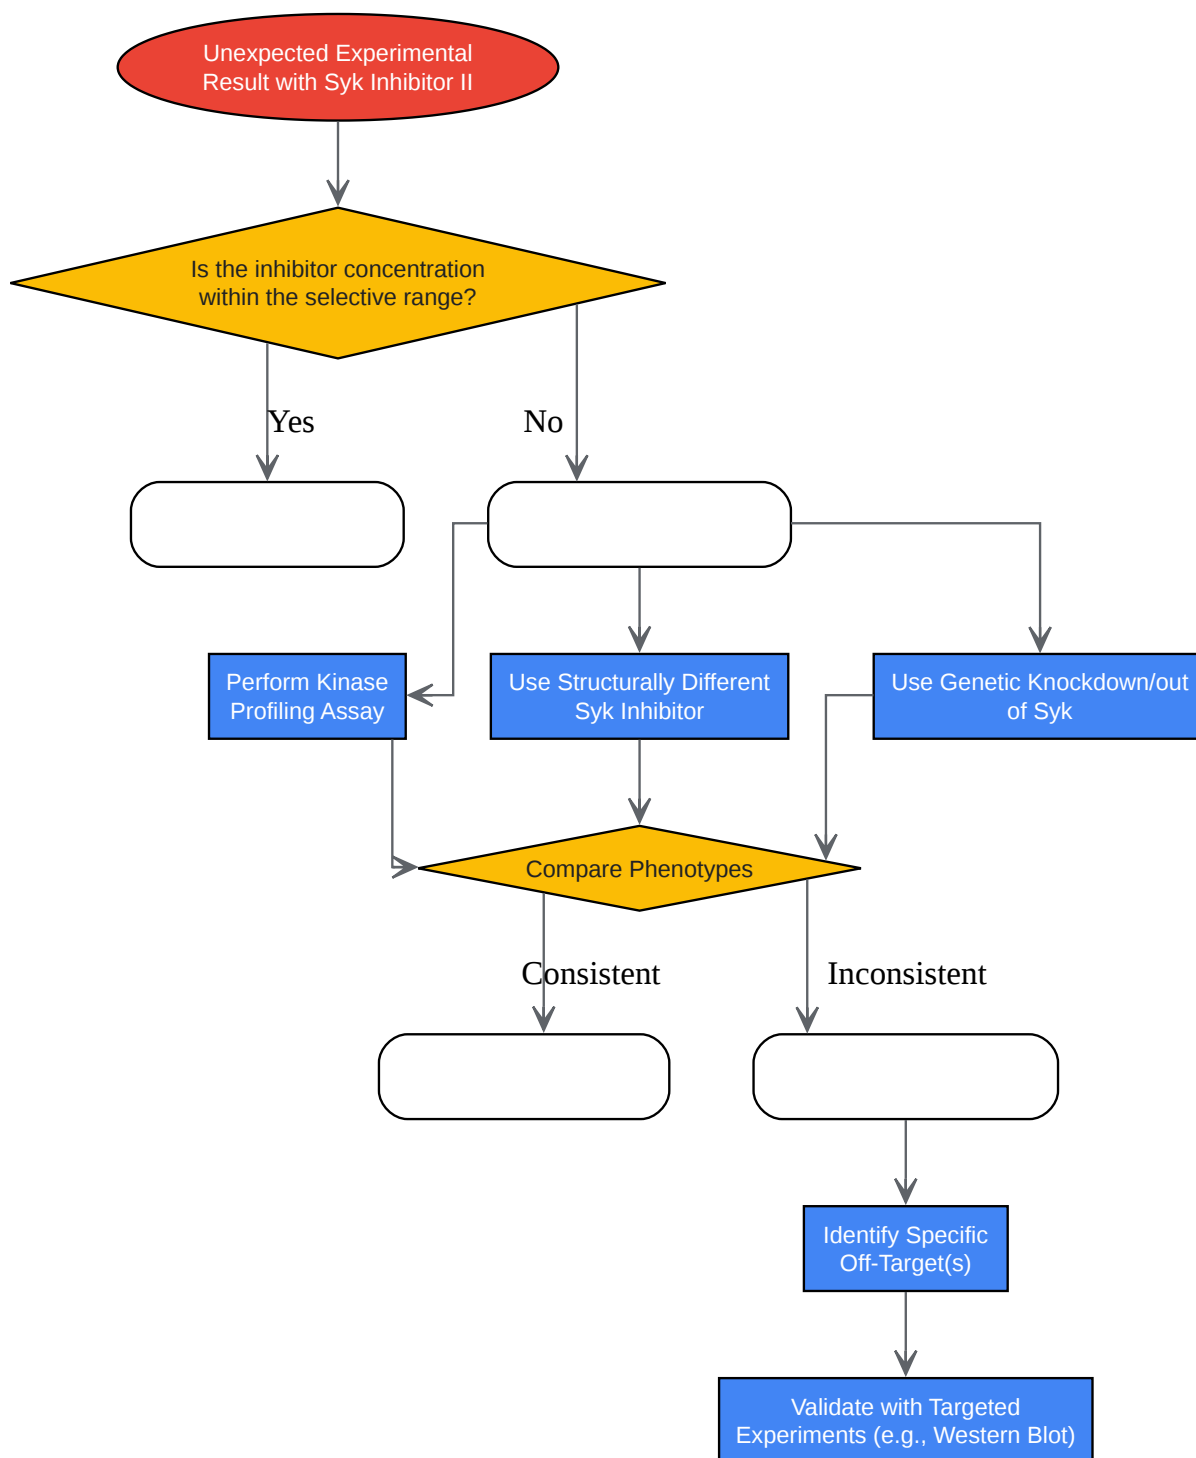 Unexpected Experimental
Result with Syk Inhibitor II
Is the inhibitor concentration
within the selective range?
Yes
No
Perform Kinase
Profiling Assay
Use Structurally Different
Syk Inhibitor
Use Genetic Knockdown/out
of Syk
Compare Phenotypes
Consistent
Inconsistent
Identify Specific
Off-Target(s)
Validate with Targeted
Experiments (e.g., Western Blot)